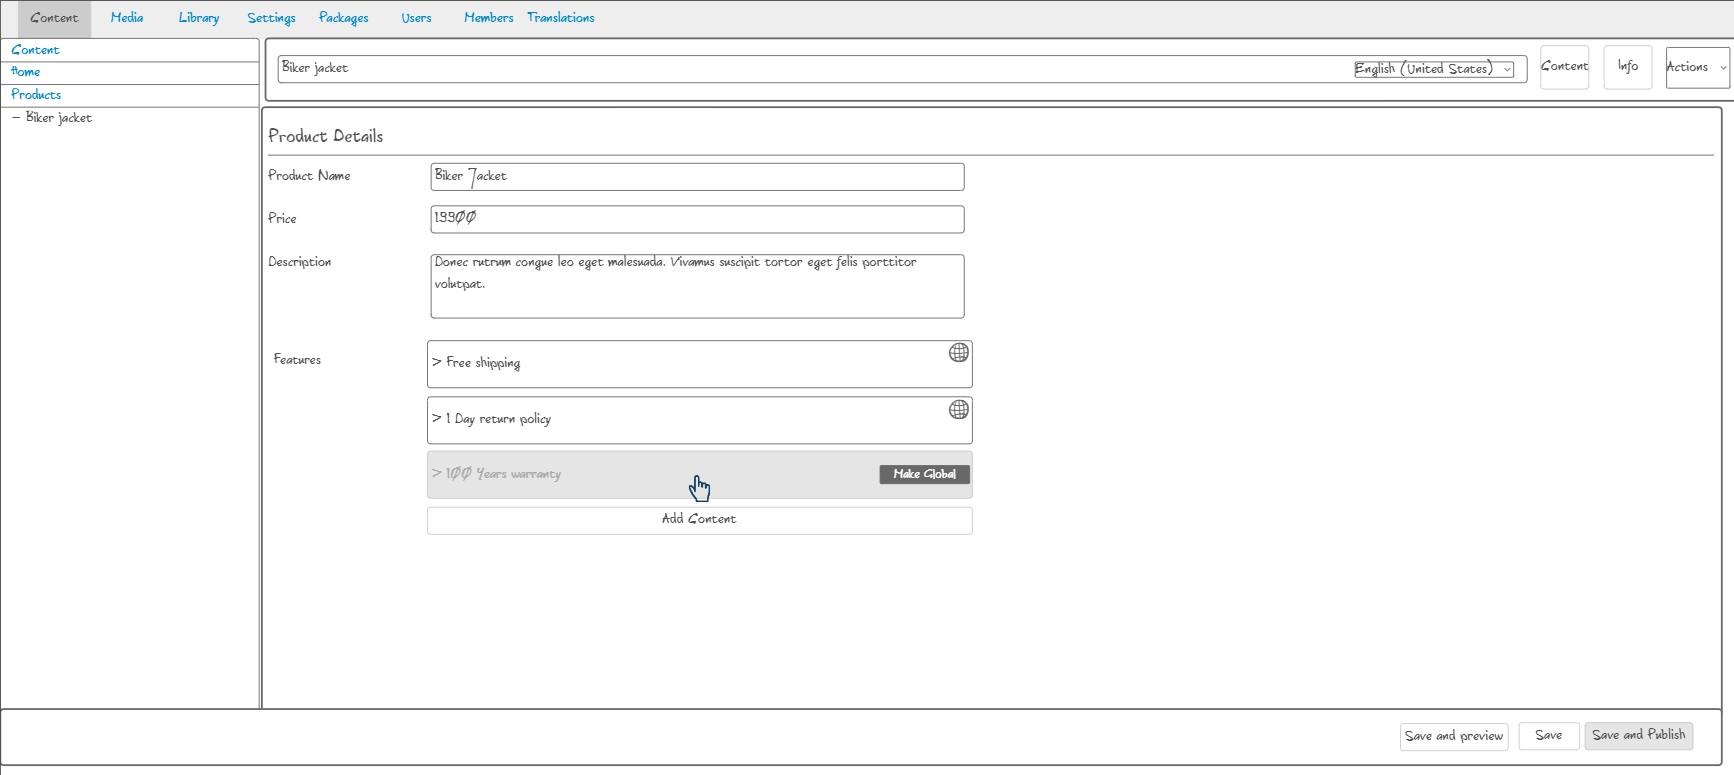 Content Media Library Settings Packages Users Members Translations
Content
Home
Products
– Biker jacket
Biker jacket English (United States) Content Info Actions
Product Details
Product Name Biker Jacket
Price 19900
Description Donec rutrum congue leo eget malesuada. Vivamus suscipit tortor eget felis porttitor
volutpat.
Features
> Free shipping
> 1 Day return policy
> 100 Years warranty Make Global
Add Content
Save and preview Save Save and Publish